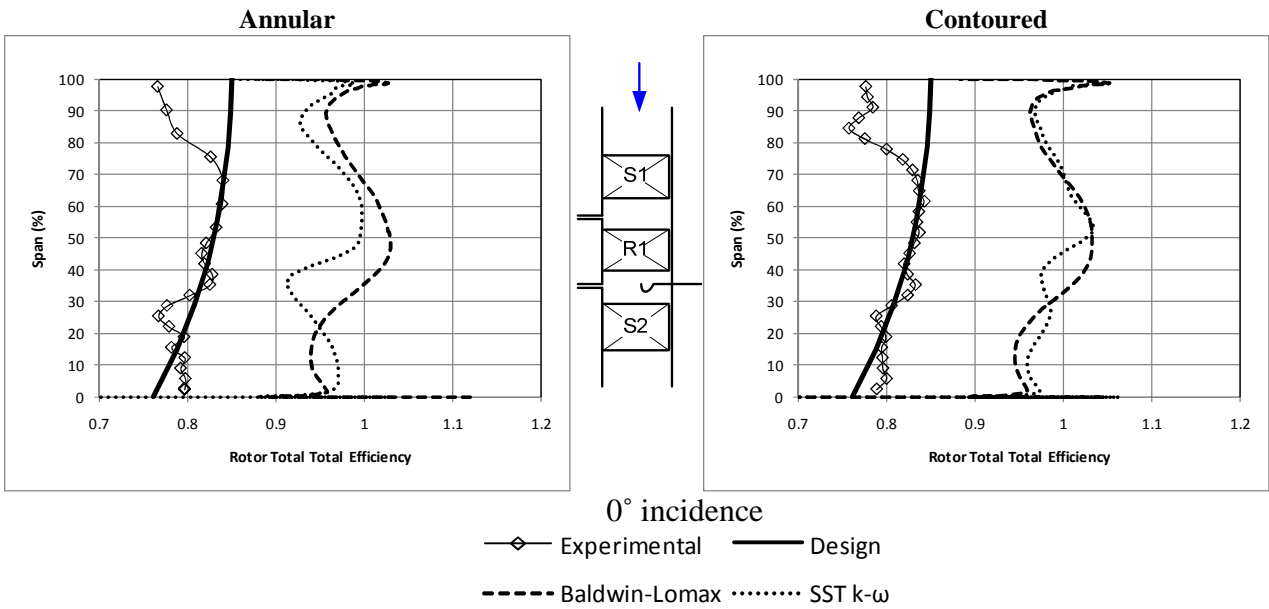 Annular
Contoured
100
90
80
70
60
50
40
30
20
10
0
Span (%)
0.7 0.8 0.9 1 1.1 1.2
Rotor Total Total Efficiency
S1
R1
S2
100
90
80
70
60
50
40
30
20
10
0
Span (%)
0.7 0.8 0.9 1 1.1 1.2
Rotor Total Total Efficiency
0˚ incidence
Experimental Design
Baldwin-Lomax SST k-ω